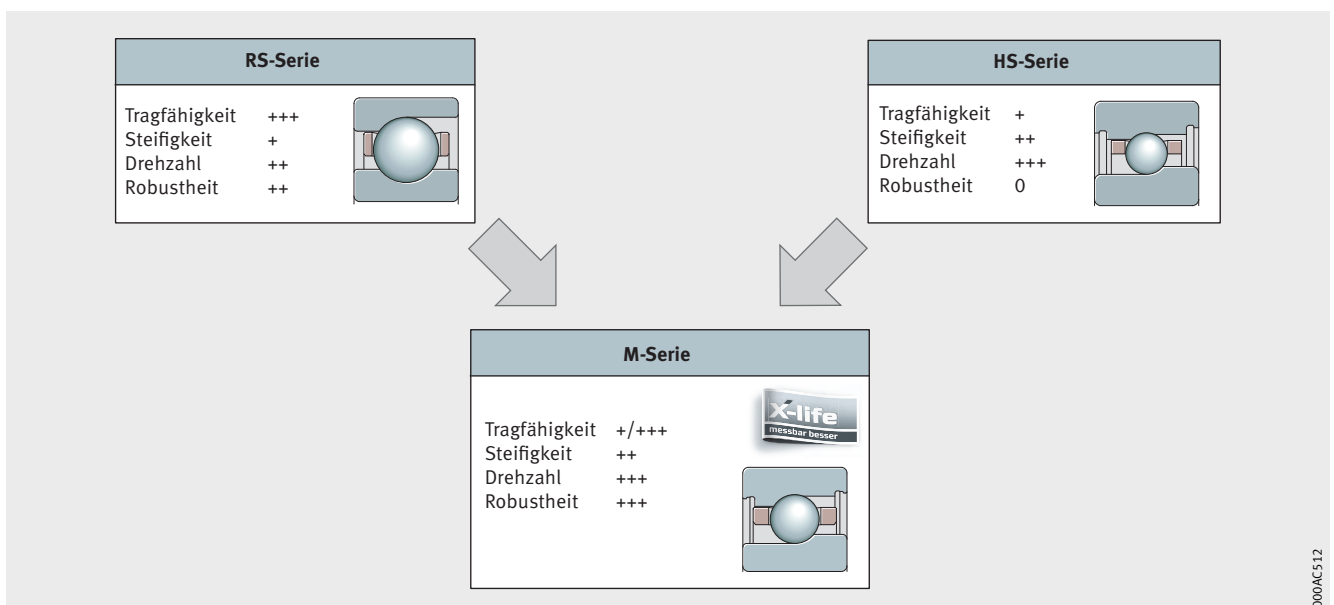 RS-Serie
Tragfähigkeit +++
Steifigkeit +
Drehzahl ++
Robustheit ++
HS-Serie
Tragfähigkeit +
Steifigkeit ++
Drehzahl +++
Robustheit 0
M-Serie
X-life
messbar besser
Tragfähigkeit +/+++
Steifigkeit ++
Drehzahl +++
Robustheit +++
000AC512